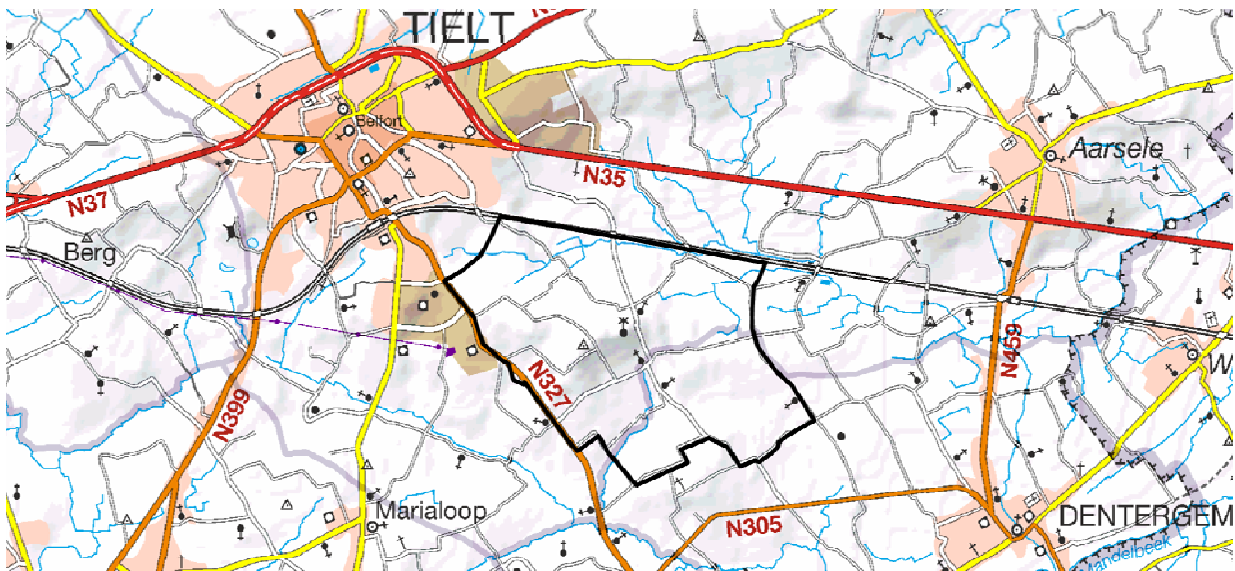 TIELT
Belfort
Aarsele
N35
N37
Berg
N327
N459
N399
Marialoop
N305
DENTERGEM